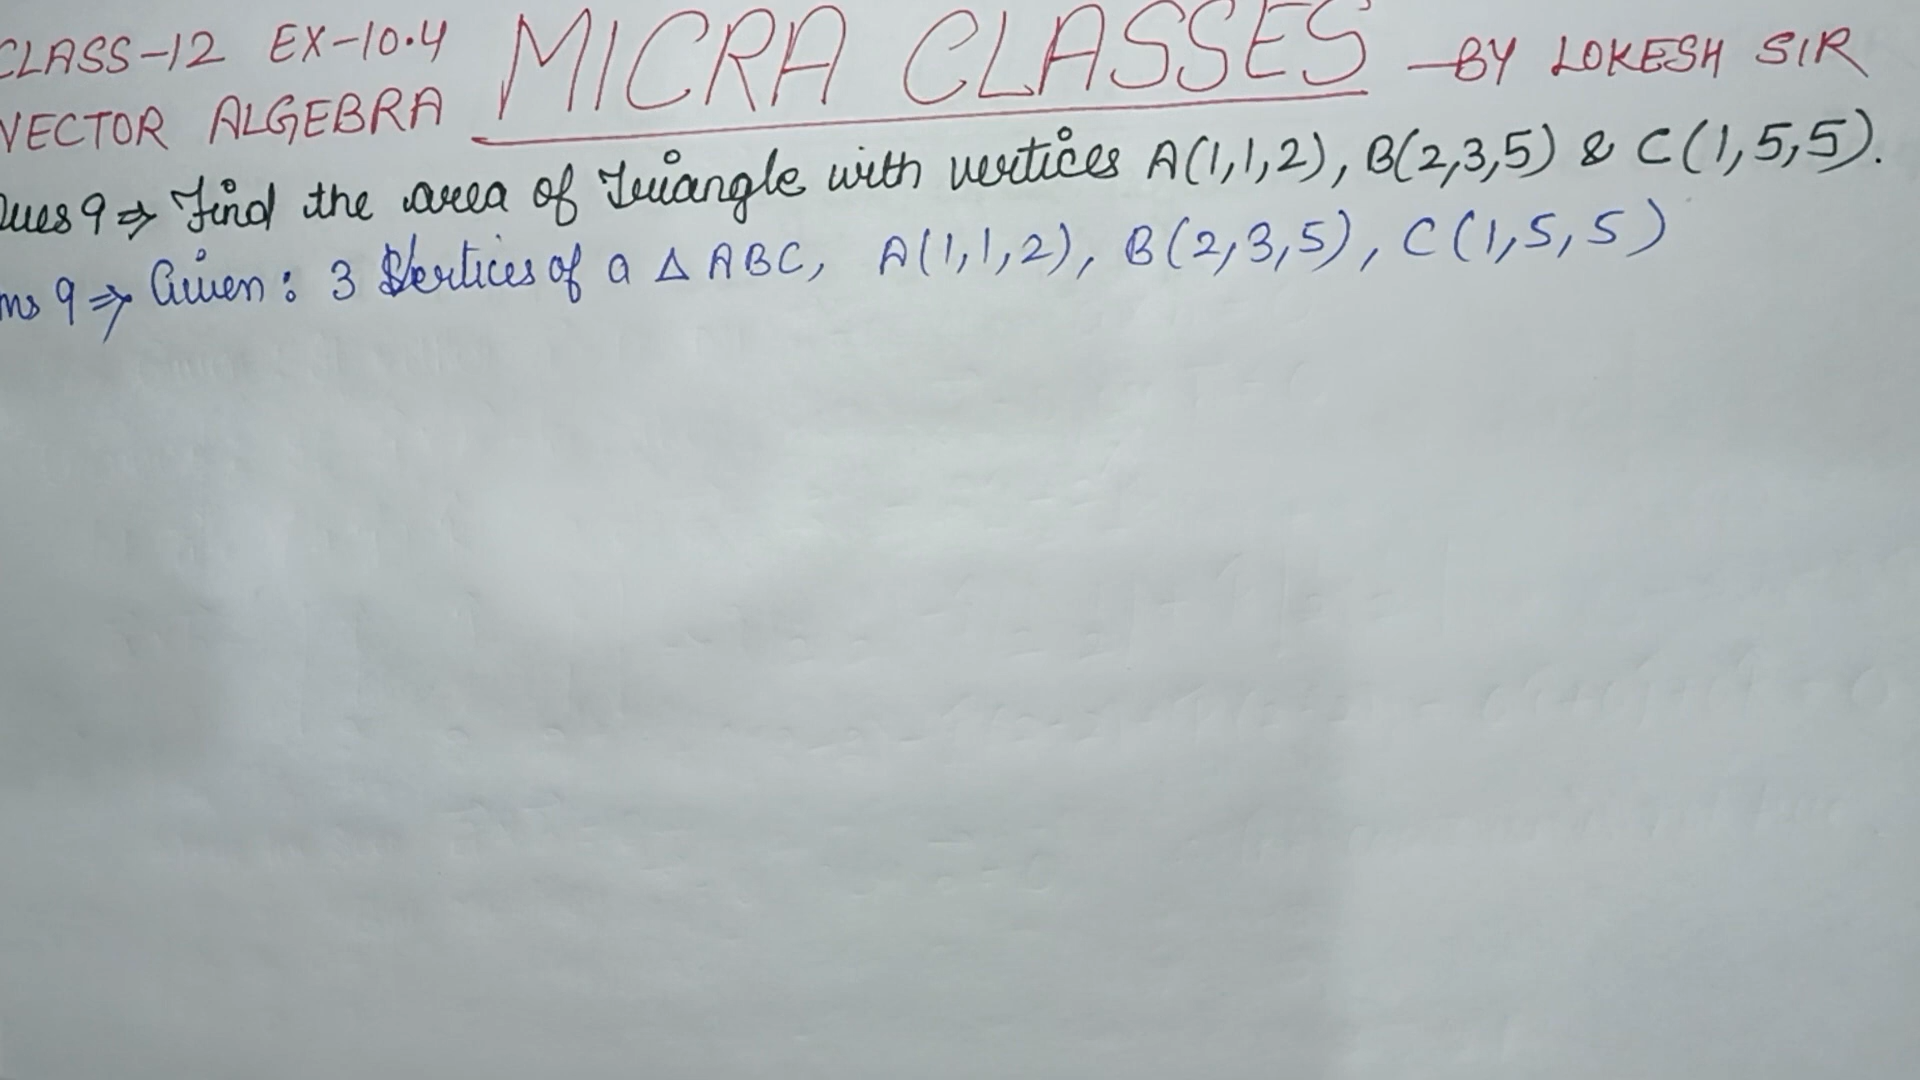 CLASS-12 EX-10.4 MICRA CLASSES -BY LOKESH SIR
VECTOR ALGEBRA
Ques 9 ⇒ Find the area of Triangle with vertices A(1,1,2), B(2,3,5) & C(1,5,5).
Ans 9 ⇒ Given: 3 Vertices of a Δ ABC, A(1,1,2), B(2,3,5), C(1,5,5)